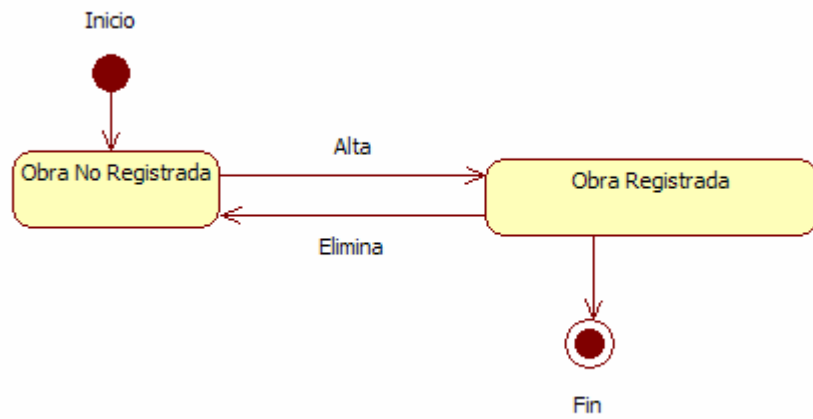 Inicio
Alta
Obra No Registrada
Obra Registrada
Elimina
Fin